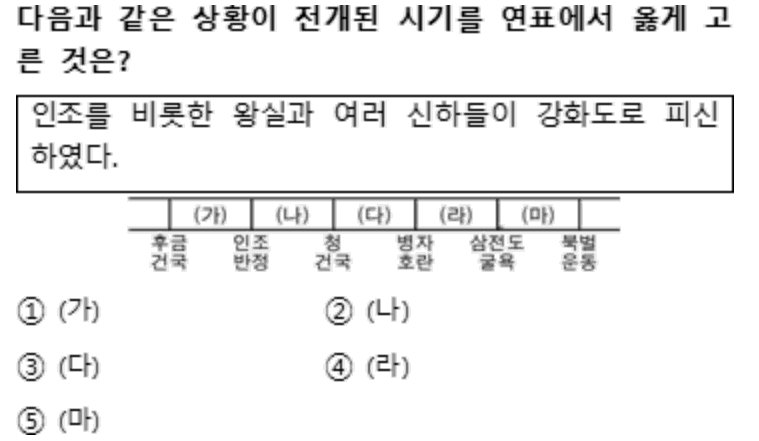 다음과 같은 상황이 전개된 시기를 연표에서 옳게 고
른 것은?
인조를 비롯한 왕실과 여러 신하들이 강화도로 피신
하였다.
(가) (나) (다) (라) (마)
후금 인조 청 병자 삼전도 북벌
건국 반정 건국 호란 굴욕 운동
① (가) ② (나)
③ (다) ④ (라)
⑤ (마)